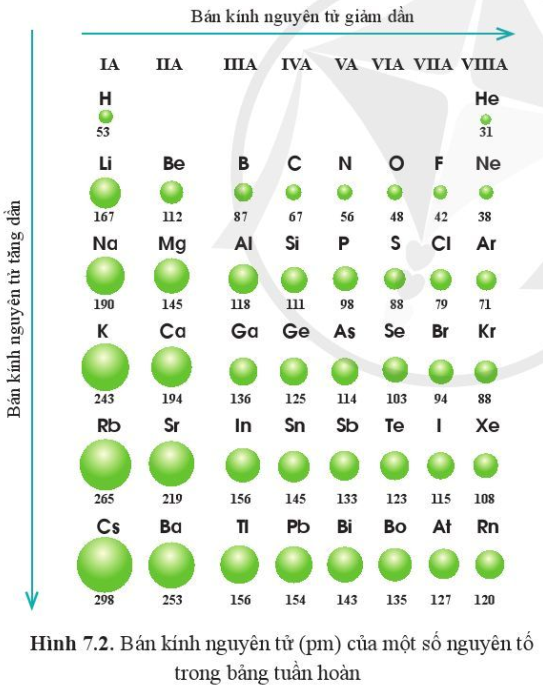 Bán kính nguyên tử giảm dần
Bán kính nguyên tử tăng dần
IA IIA IIIA IVA VA VIA VIIA VIIIA
H He
53 31
Li Be B C N O F Ne
167 112 87 67 56 48 42 38
Na Mg Al Si P S Cl Ar
190 145 118 111 98 88 79 71
K Ca Ga Ge As Se Br Kr
243 194 136 125 114 103 94 88
Rb Sr In Sn Sb Te I Xe
265 219 156 145 133 123 115 108
Cs Ba Tl Pb Bi Bo At Rn
298 253 156 154 143 135 127 120
Hình 7.2. Bán kính nguyên tử (pm) của một số nguyên tố
trong bảng tuần hoàn